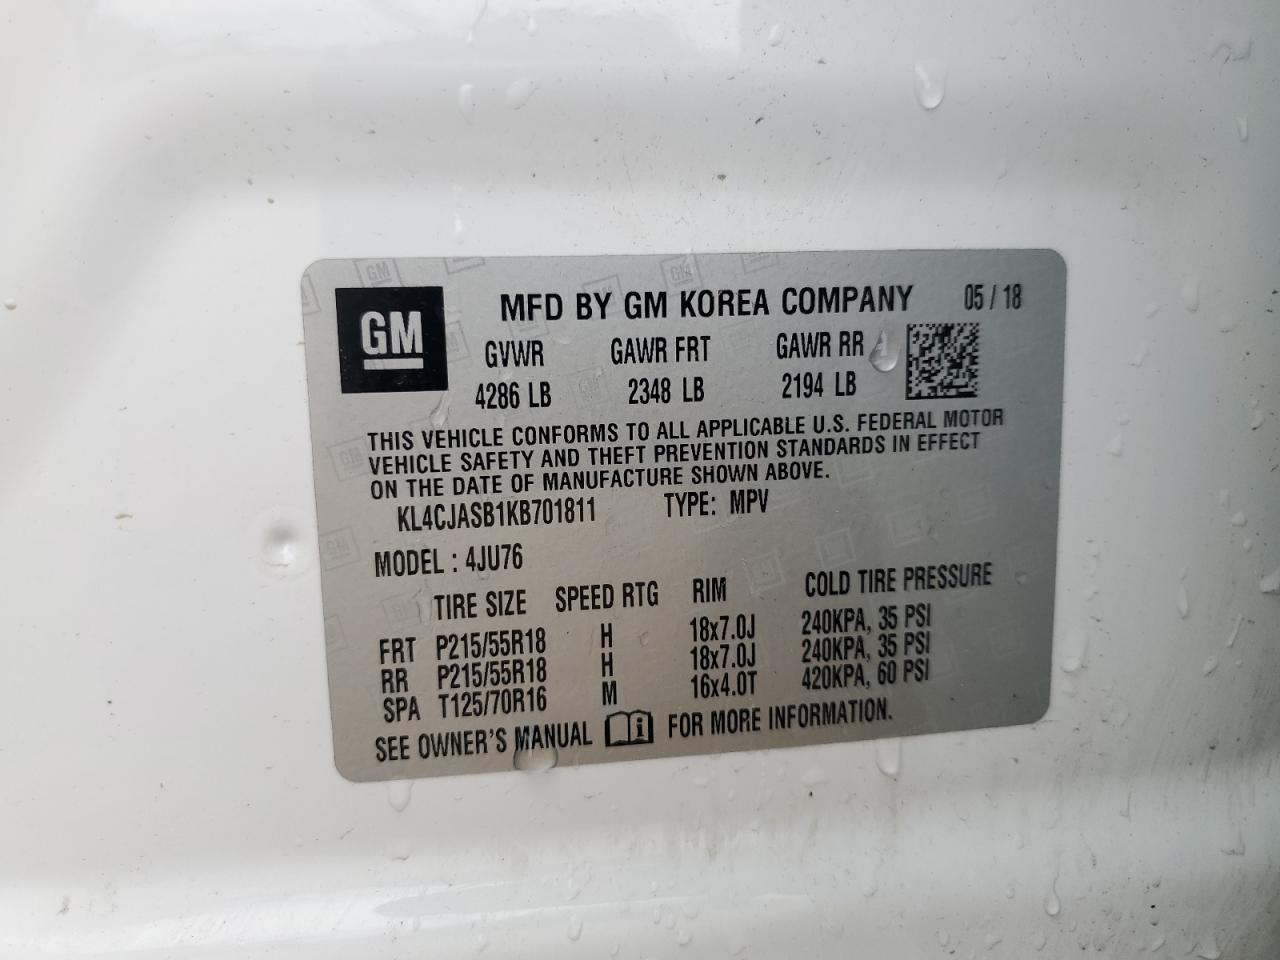 GM
MFD BY GM KOREA COMPANY 05 / 18
GVWR GAWR FRT GAWR RR
4286 LB 2348 LB 2194 LB
THIS VEHICLE CONFORMS TO ALL APPLICABLE U.S. FEDERAL MOTOR
VEHICLE SAFETY AND THEFT PREVENTION STANDARDS IN EFFECT
ON THE DATE OF MANUFACTURE SHOWN ABOVE.
KL4CJASB1KB701811 TYPE: MPV
MODEL : 4JU76
TIRE SIZE SPEED RTG RIM COLD TIRE PRESSURE
FRT P215/55R18 H 18x7.0J 240KPA, 35 PSI
RR P215/55R18 H 18x7.0J 240KPA, 35 PSI
SPA T125/70R16 M 16x4.0T 420KPA, 60 PSI
SEE OWNER'S MANUAL i FOR MORE INFORMATION.